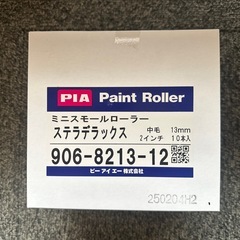 PIA Paint Roller
ミニスモールローラー
ステラデラックス 中毛 13mm
2インチ 10本入
906-8213-12
ピー アイ エー株式会社
250204H2